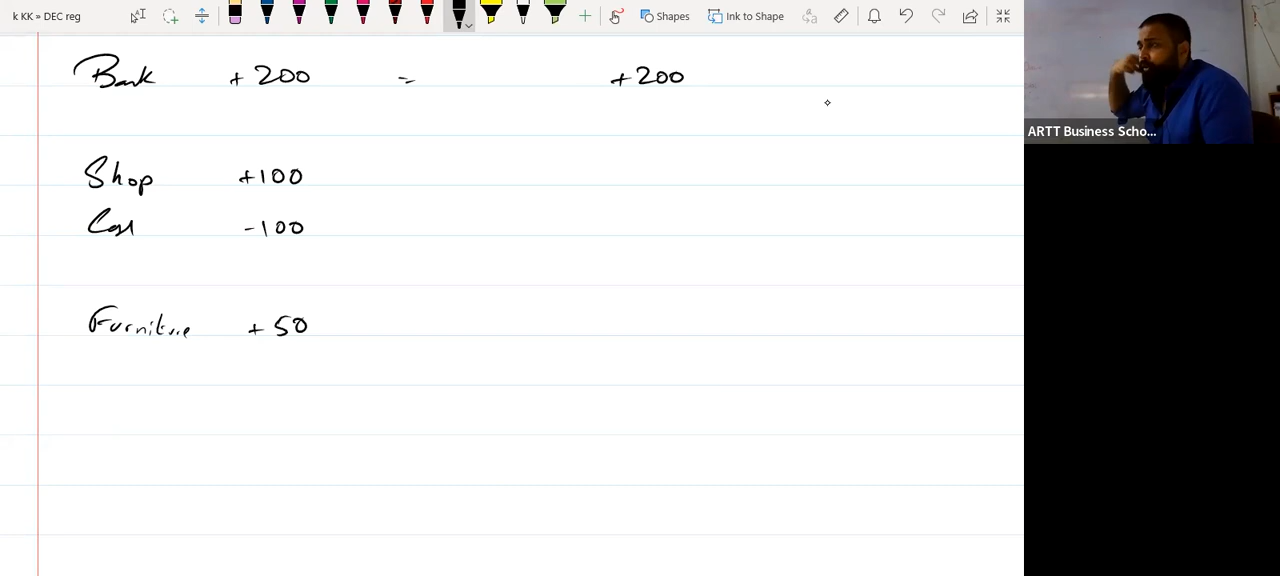 k KK » DEC reg Shapes Ink to Shape
Bank +200 = +200
ARTT Business Scho...
Shop +100
Cash -100
Furniture +50